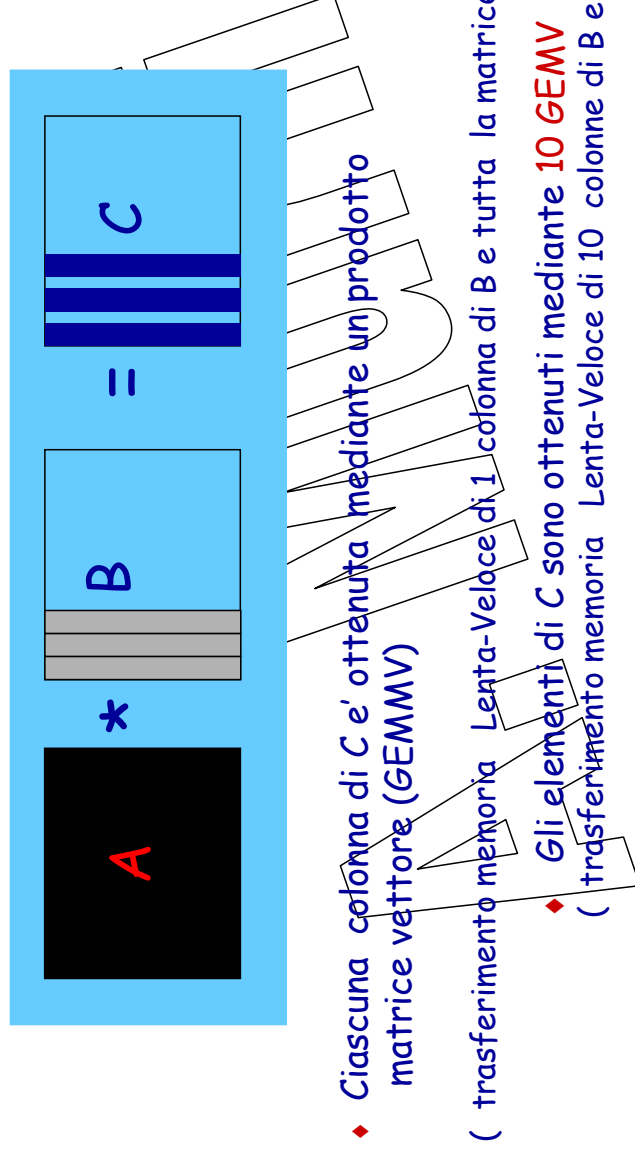 A * B = C
♦ Ciascuna colonna di C e' ottenuta mediante un prodotto
matrice vettore (GEMMV)
( trasferimento memoria Lenta-Veloce di 1 colonna di B e tutta la matrice
♦ Gli elementi di C sono ottenuti mediante 10 GEMV
( trasferimento memoria Lenta-Veloce di 10 colonne di B e